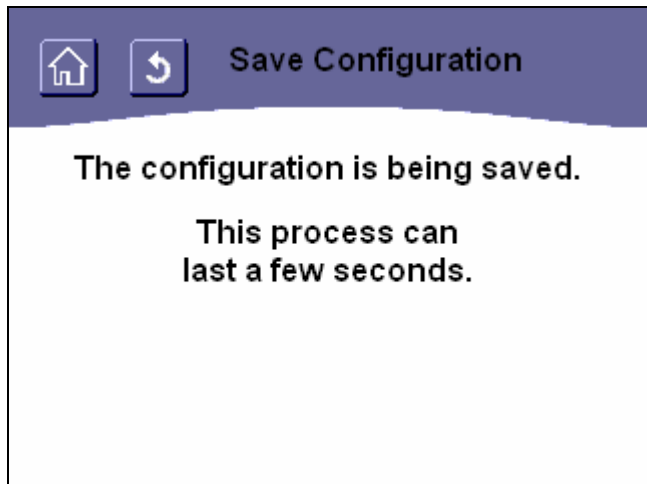 Save Configuration
The configuration is being saved.
This process can
last a few seconds.